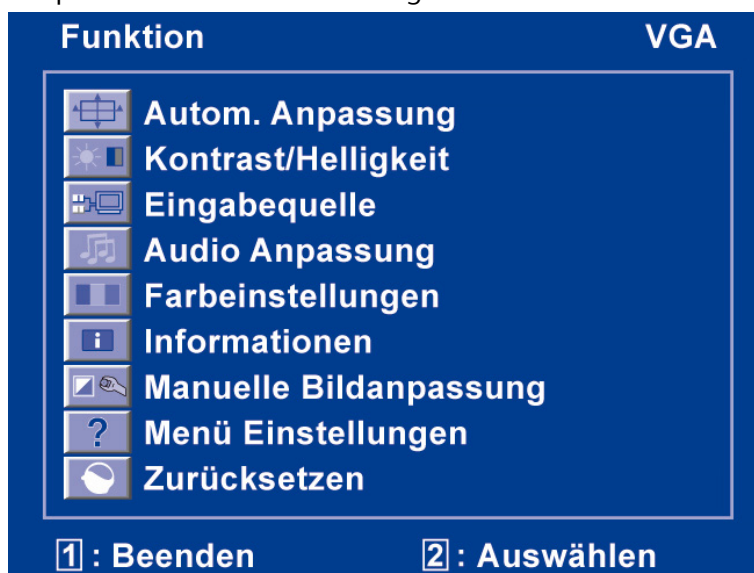 Funktion VGA
Autom. Anpassung
Kontrast/Helligkeit
Eingabequelle
Audio Anpassung
Farbeinstellungen
i Informationen
Manuelle Bildanpassung
? Menü Einstellungen
Zurücksetzen
1 : Beenden 2 : Auswählen